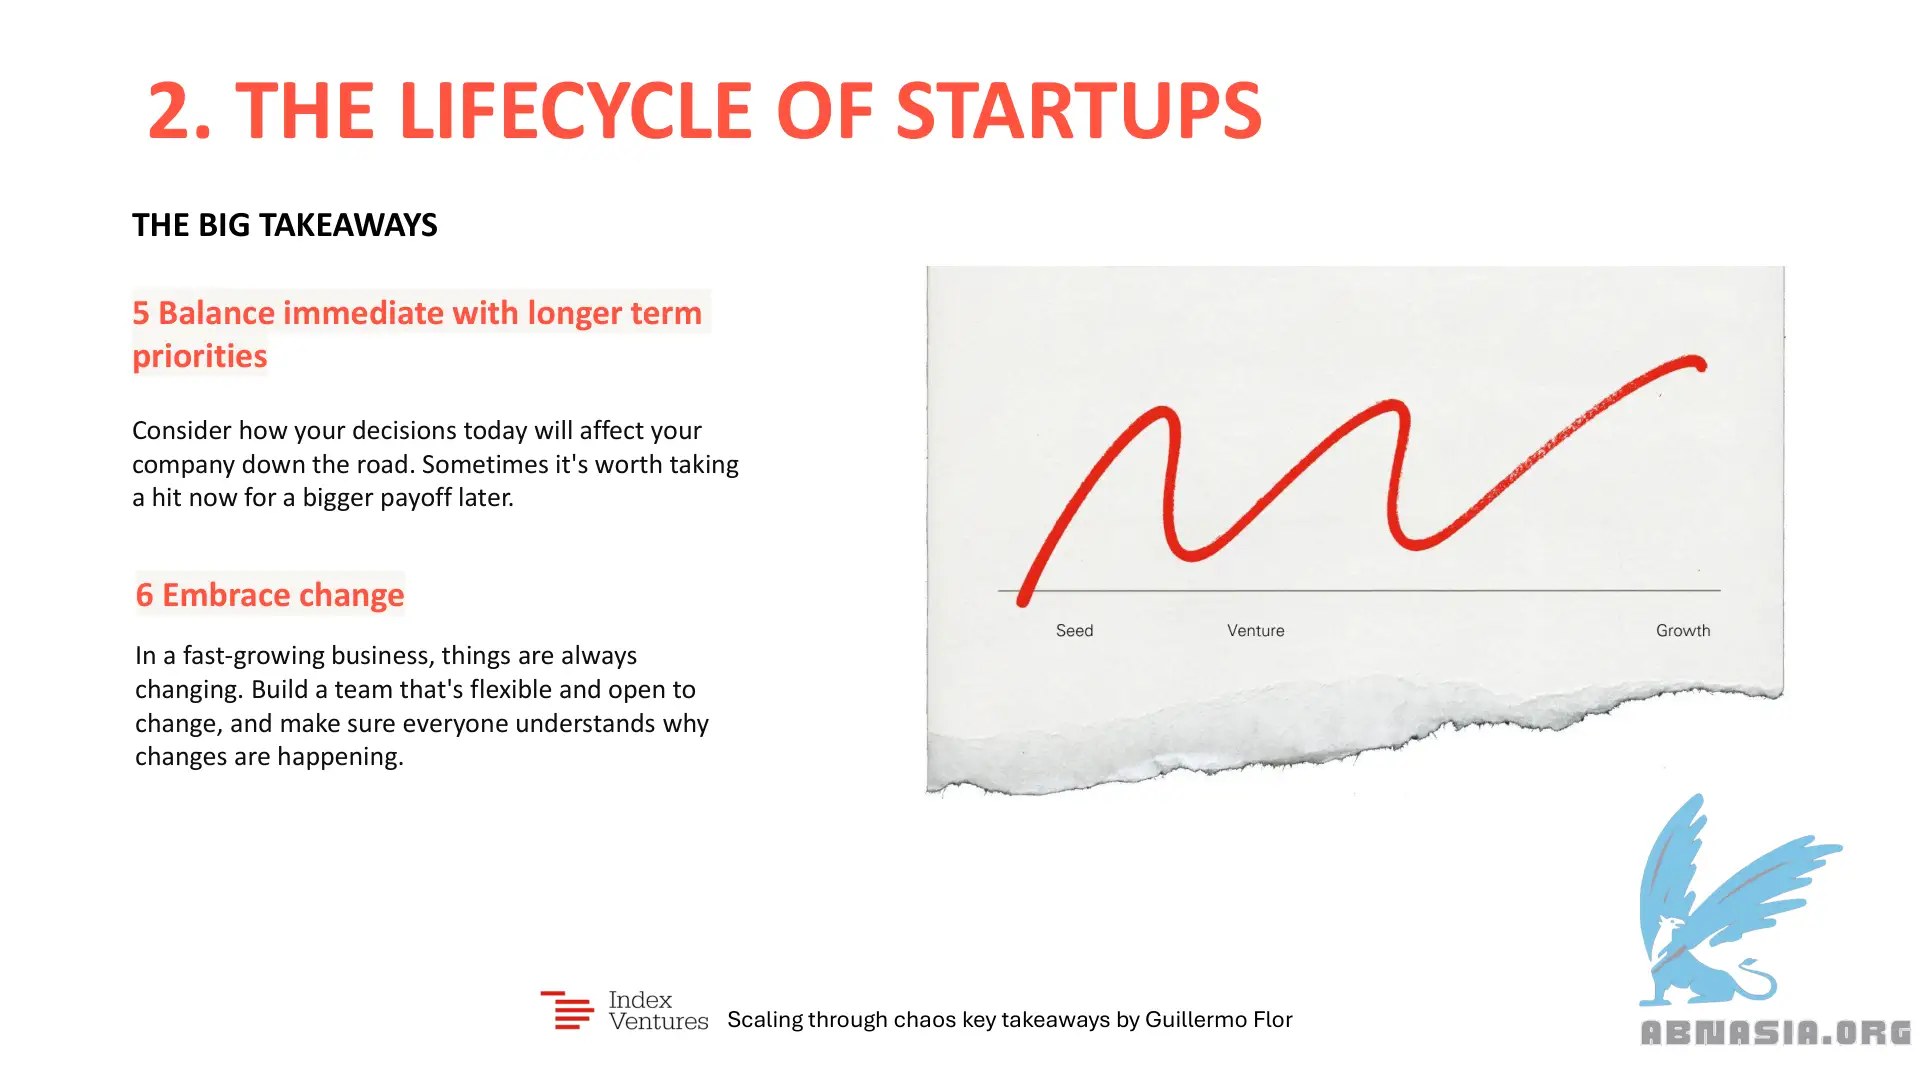 2. THE LIFECYCLE OF STARTUPS
THE BIG TAKEAWAYS
5 Balance immediate with longer term
priorities
Consider how your decisions today will affect your
company down the road. Sometimes it's worth taking
a hit now for a bigger payoff later.
6 Embrace change
In a fast-growing business, things are always
changing. Build a team that's flexible and open to
change, and make sure everyone understands why
changes are happening.
Seed
Venture
Growth
Index
Ventures
Scaling through chaos key takeaways by Guillermo Flor
ABNASIA.ORG